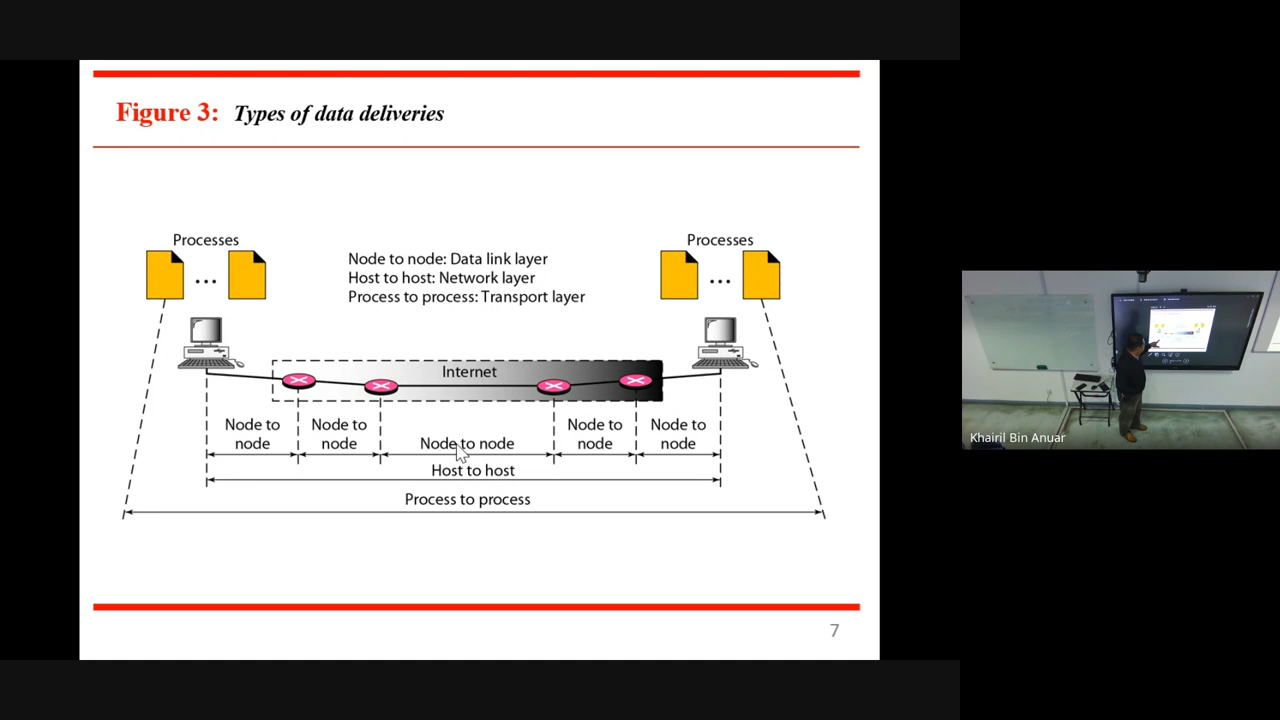 Figure 3: Types of data deliveries
Processes
Processes
...
...
Node to node: Data link layer
Host to host: Network layer
Process to process: Transport layer
Internet
Node to
node
Node to
node
Node to node
Node to
node
Node to
node
Host to host
Process to process
7
Khairil Bin Anuar